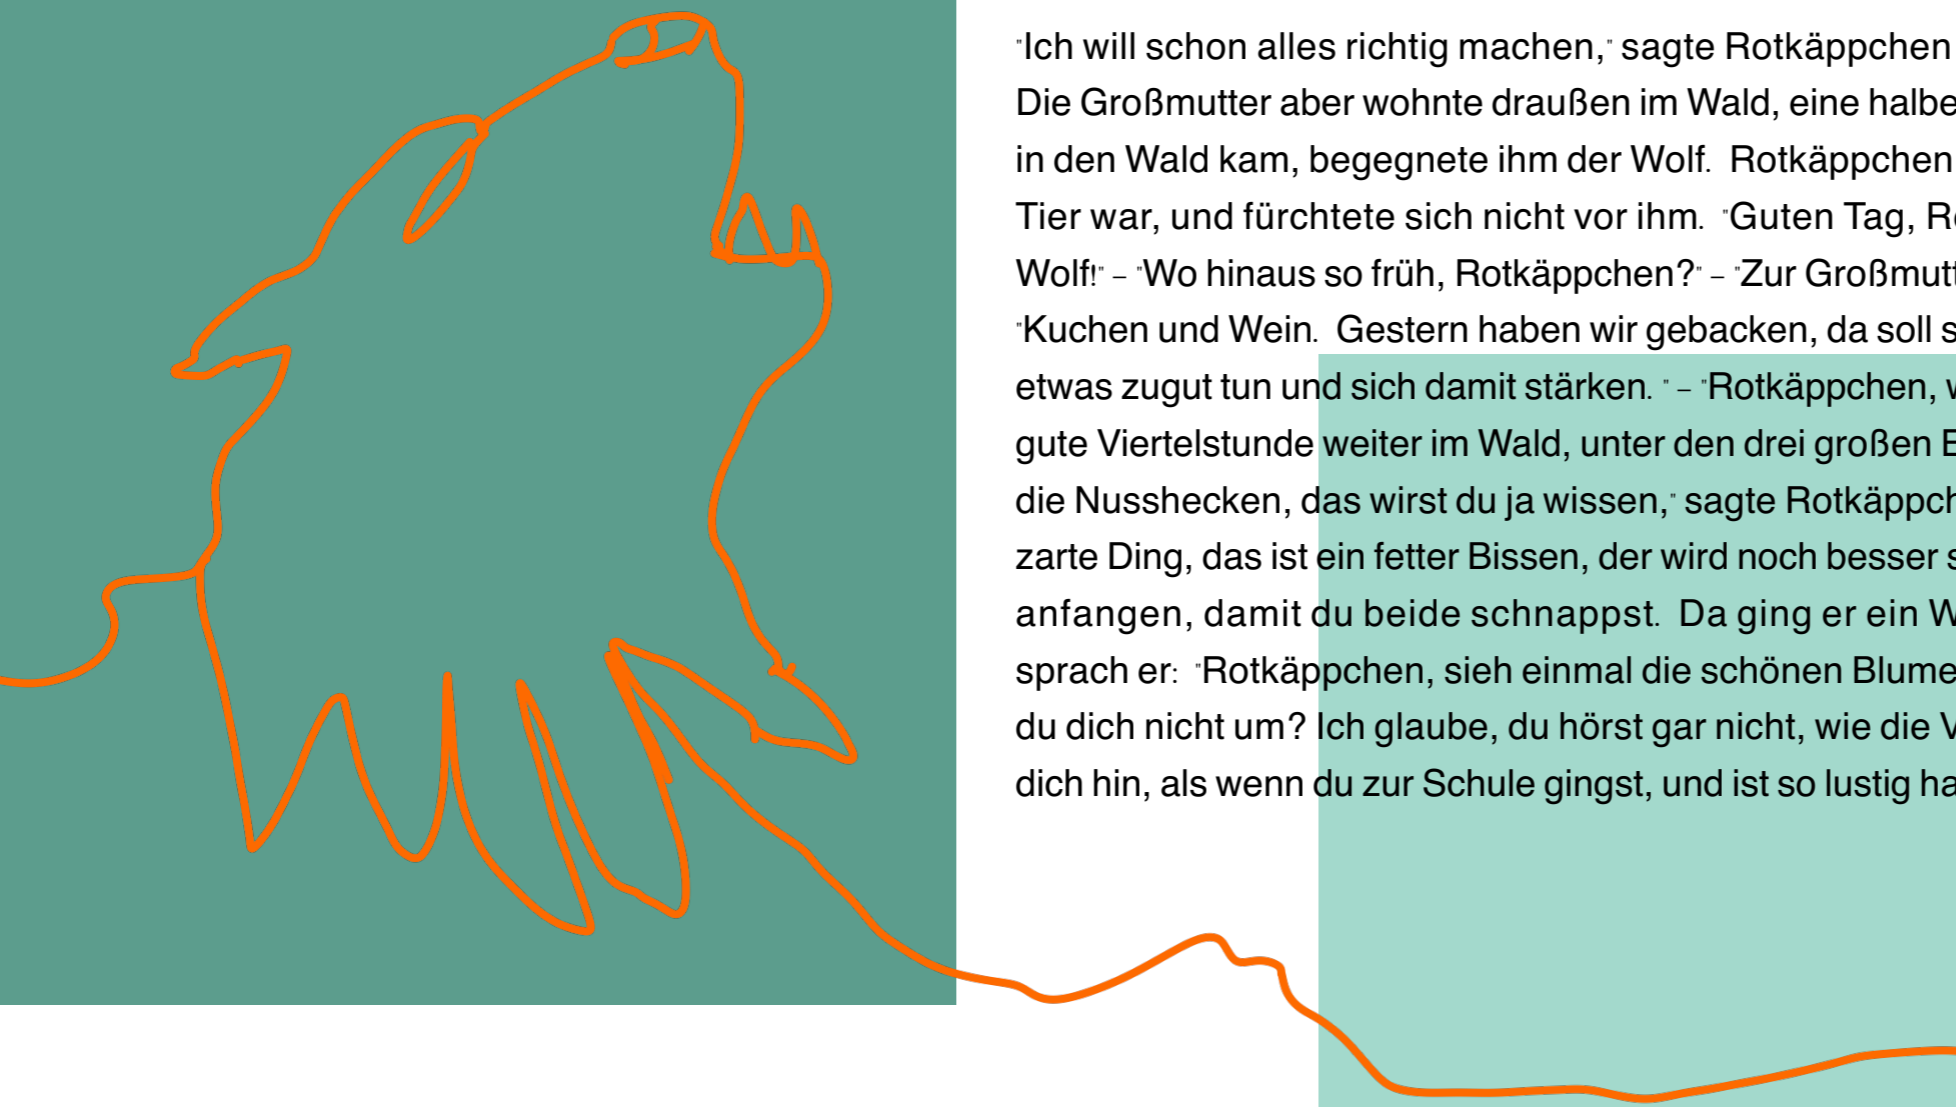 "Ich will schon alles richtig machen," sagte Rotkäppchen
Die Großmutter aber wohnte draußen im Wald, eine halbe
in den Wald kam, begegnete ihm der Wolf. Rotkäppchen
Tier war, und fürchtete sich nicht vor ihm. "Guten Tag,
Wolf!" – "Wo hinaus so früh, Rotkäppchen?" – "Zur
"Kuchen und Wein. Gestern haben wir gebacken, da soll
etwas zugut tun und sich damit stärken. " – "Rotkäppchen,
gute Viertelstunde weiter im Wald, unter den drei großen
die Nusshecken, das wirst du ja wissen," sagte
zarte Ding, das ist ein fetter Bissen, der wird noch besser
anfangen, damit du beide schnappst. Da ging er ein
sprach er: "Rotkäppchen, sieh einmal die schönen
du dich nicht um? Ich glaube, du hörst gar nicht, wie die
dich hin, als wenn du zur Schule gingst, und ist so lustig